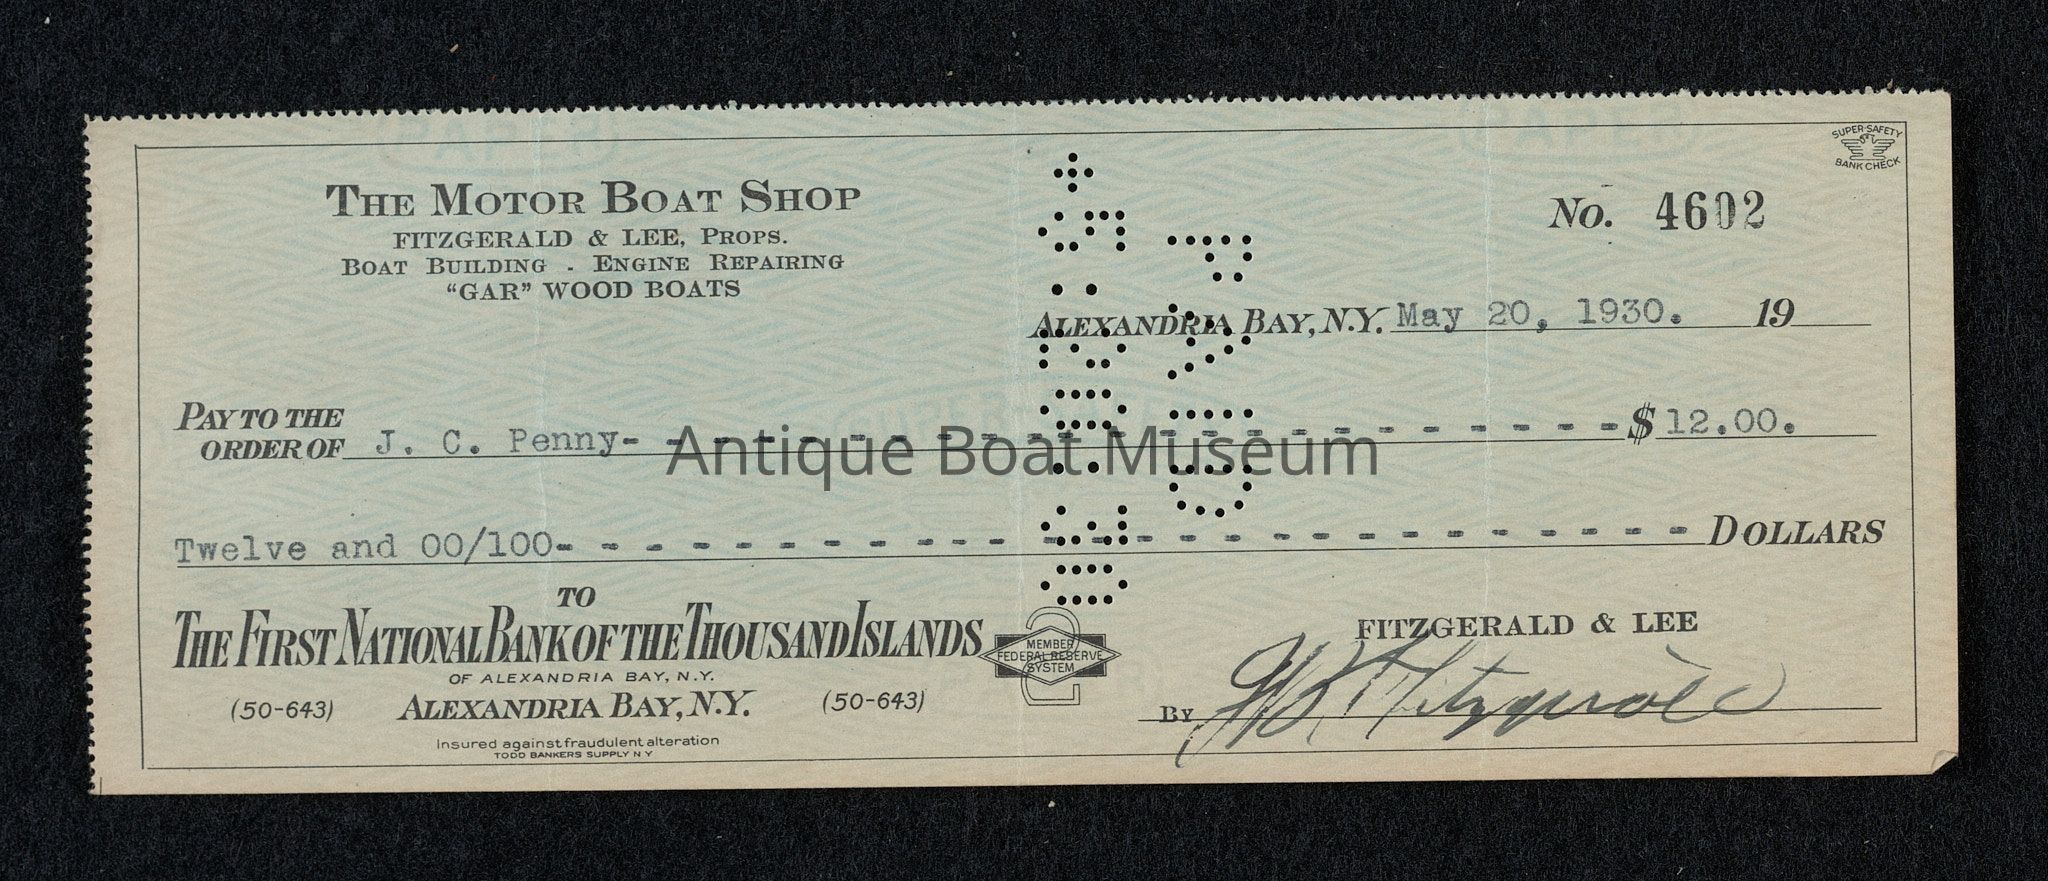 SUPER-SAFETY
BANK CHECK
THE MOTOR BOAT SHOP
FITZGERALD & LEE, PROPS.
BOAT BUILDING - ENGINE REPAIRING
"GAR" WOOD BOATS
No. 4602
ALEXANDRIA BAY, N.Y. May 20, 1930. 19
PAY TO THE
ORDER OF J. C. Penny- - - - - - - - - - - - - - - - - $ 12.00.
Antique Boat Museum
Twelve and 00/100- - - - - - - - - - - - - - - - - DOLLARS
TO
THE FIRST NATIONAL BANK OF THE THOUSAND ISLANDS
OF ALEXANDRIA BAY, N.Y.
(50-643) ALEXANDRIA BAY, N.Y. (50-643)
Insured against fraudulent alteration
TODD BANKERS SUPPLY N Y
MEMBER
FEDERAL RESERVE
SYSTEM
2
FITZGERALD & LEE
By Fitzgerald
PAID